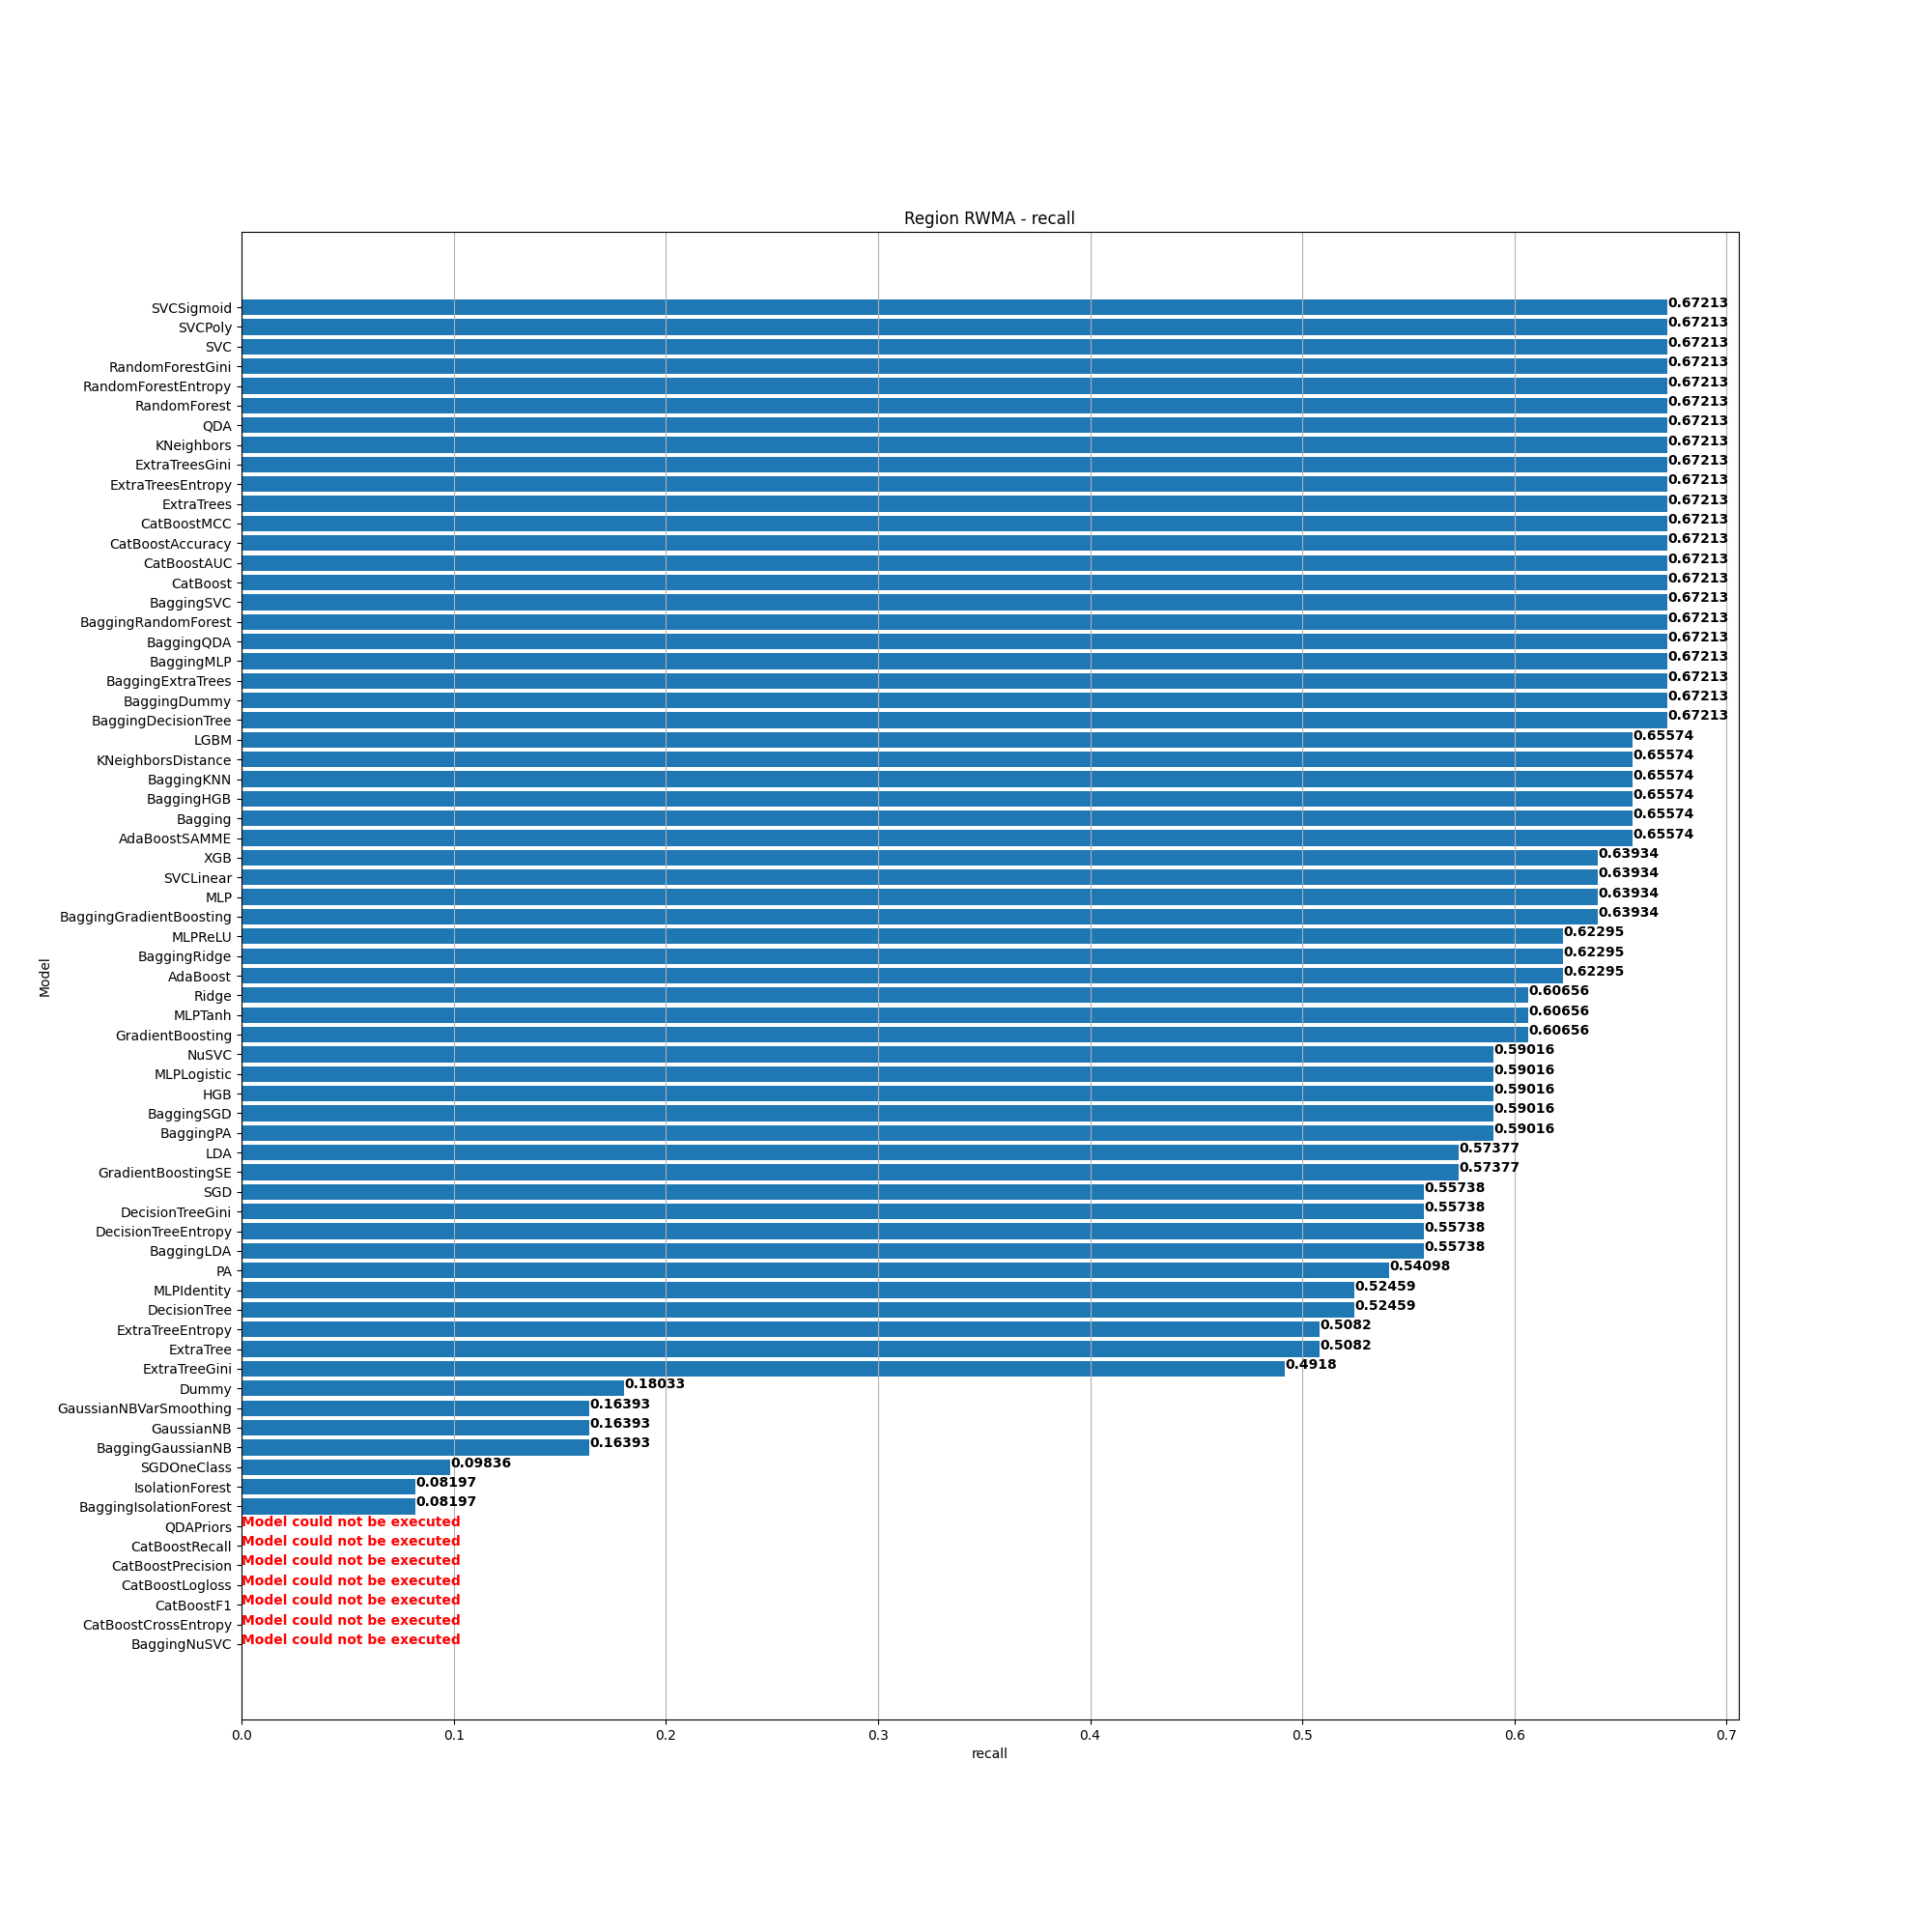 Region RWMA - recall
SVCSigmoid 0.67213
SVCPoly 0.67213
SVC 0.67213
RandomForestGini 0.67213
RandomForestEntropy 0.67213
RandomForest 0.67213
QDA 0.67213
KNeighbors 0.67213
ExtraTreesGini 0.67213
ExtraTreesEntropy 0.67213
ExtraTrees 0.67213
CatBoostMCC 0.67213
CatBoostAccuracy 0.67213
CatBoostAUC 0.67213
CatBoost 0.67213
BaggingSVC 0.67213
BaggingRandomForest 0.67213
BaggingQDA 0.67213
BaggingMLP 0.67213
BaggingExtraTrees 0.67213
BaggingDummy 0.67213
BaggingDecisionTree 0.67213
LGBM 0.65574
KNeighborsDistance 0.65574
BaggingKNN 0.65574
BaggingHGB 0.65574
Bagging 0.65574
AdaBoostSAMME 0.65574
XGB 0.63934
SVCLinear 0.63934
MLP 0.63934
BaggingGradientBoosting 0.63934
MLPReLU 0.62295
BaggingRidge 0.62295
AdaBoost 0.62295
Ridge 0.60656
MLPTanh 0.60656
GradientBoosting 0.60656
NuSVC 0.59016
MLPLogistic 0.59016
HGB 0.59016
BaggingSGD 0.59016
BaggingPA 0.59016
LDA 0.57377
GradientBoostingSE 0.57377
SGD 0.55738
DecisionTreeGini 0.55738
DecisionTreeEntropy 0.55738
BaggingLDA 0.55738
PA 0.54098
MLPIdentity 0.52459
DecisionTree 0.52459
ExtraTreeEntropy 0.5082
ExtraTree 0.5082
ExtraTreeGini 0.4918
Dummy 0.18033
GaussianNBVarSmoothing 0.16393
GaussianNB 0.16393
BaggingGaussianNB 0.16393
SGDOneClass 0.09836
IsolationForest 0.08197
BaggingIsolationForest 0.08197
QDAPriors Model could not be executed
CatBoostRecall Model could not be executed
CatBoostPrecision Model could not be executed
CatBoostLogloss Model could not be executed
CatBoostF1 Model could not be executed
CatBoostCrossEntropy Model could not be executed
BaggingNuSVC Model could not be executed
Model
0.0 0.1 0.2 0.3 0.4 0.5 0.6 0.7
recall